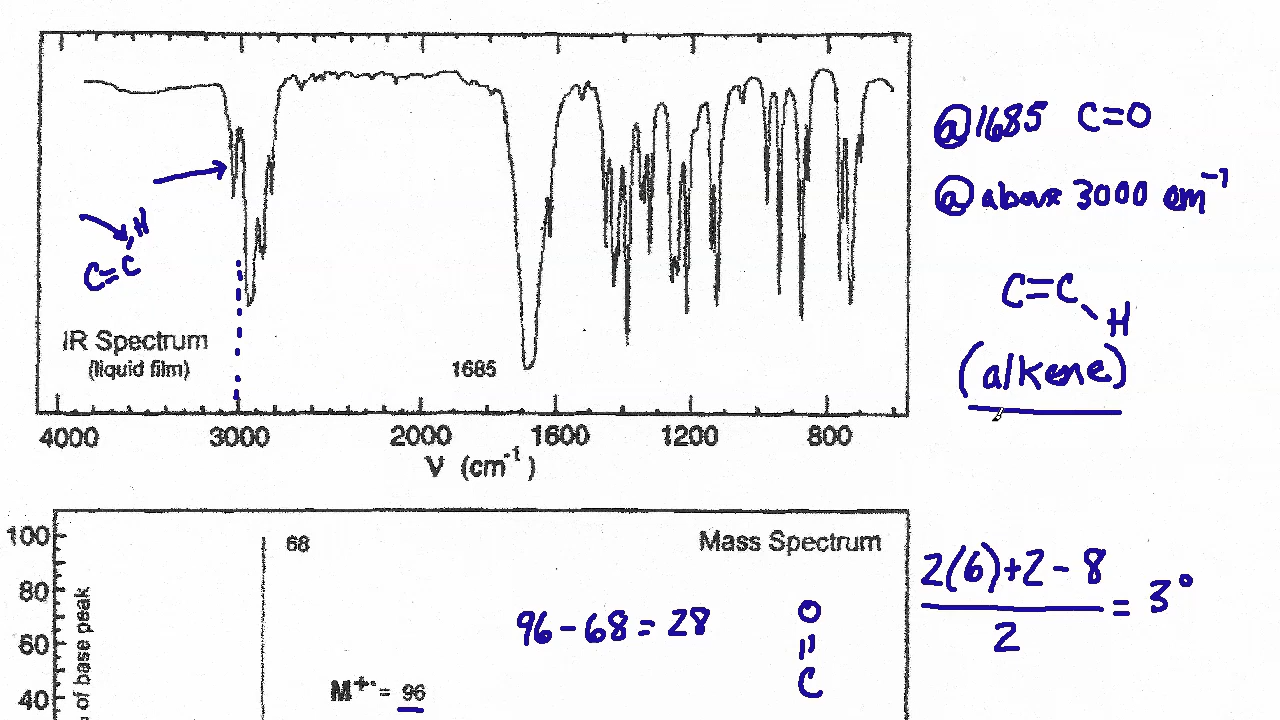 @1685 C=O
@above 3000 cm-1
H
C=C
C=C
H
IR Spectrum
(liquid film)
1685
(alkene)
4000 3000 2000 1600 1200 800
V (cm-1)
100
68
Mass Spectrum
80
60
40
of base peak
96-68=28
O
C
2(6)+2-8
2
= 3°
M+· = 96